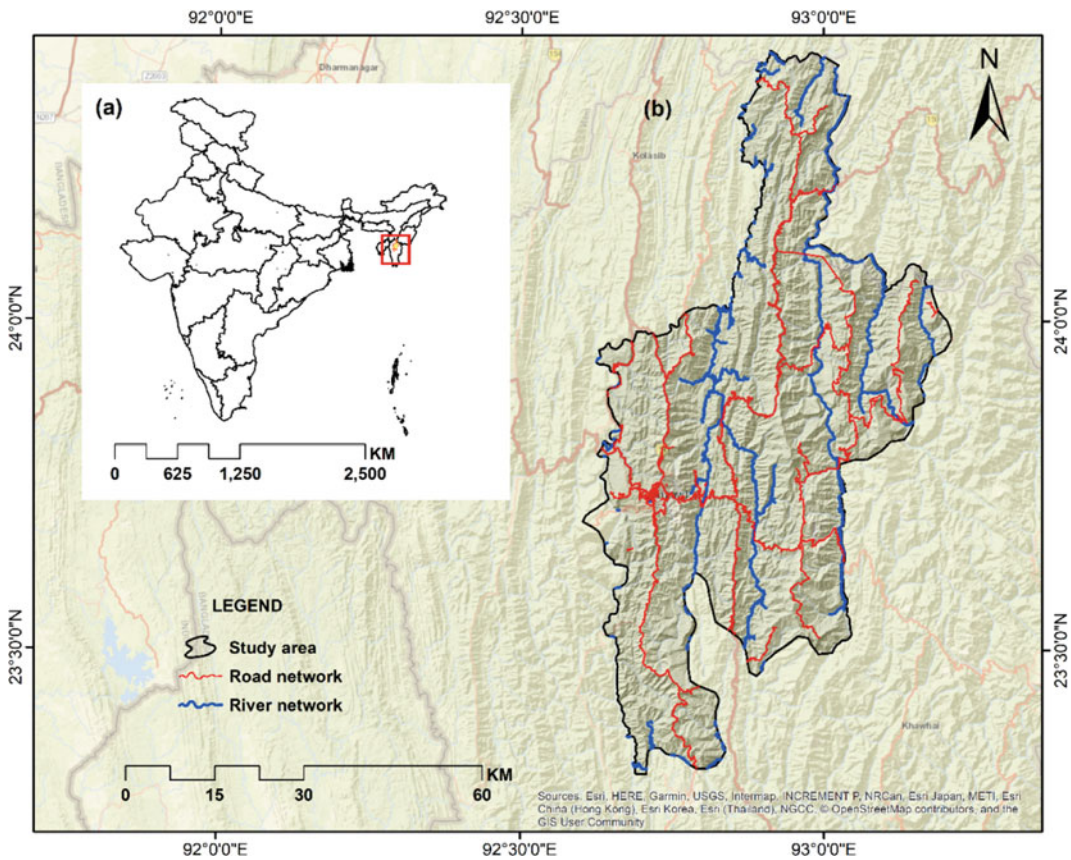 92°0'0"E 92°30'0"E 93°0'0"E
Dharmanagar
(a)
(b)
N
Kolasib
BANGLADESH
24°0'0"N
24°0'0"N
KM
0 625 1,250 2,500
LEGEND
Study area
Road network
River network
23°30'0"N
23°30'0"N
Khawhai
KM
0 15 30 60
Sources: Esri, HERE, Garmin, USGS, Intermap, INCREMENT P, NRCan, Esri Japan, METI, Esri
China (Hong Kong), Esri Korea, Esri (Thailand), NGCC, © OpenStreetMap contributors, and the
GIS User Community
92°0'0"E 92°30'0"E 93°0'0"E